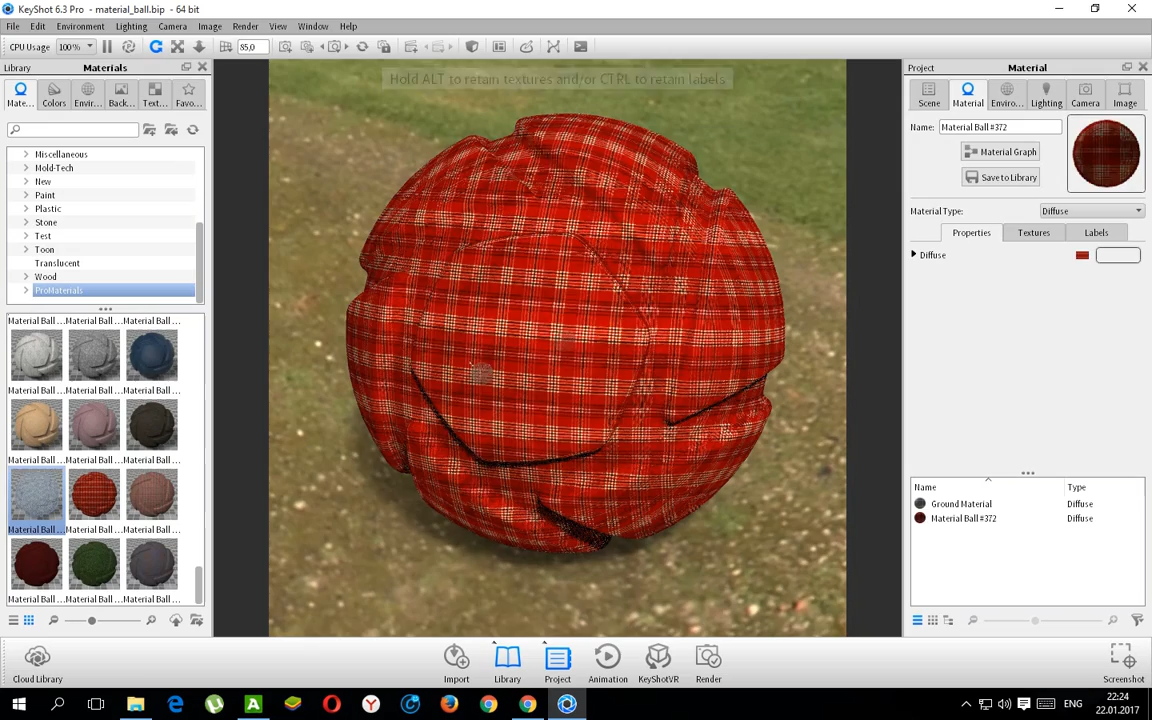 KeyShot 6.3 Pro - material_ball.bip - 64 bit
File Edit Environment Lighting Camera Image Render View Window Help
CPU Usage 100% 85.0
Library Materials
Mate... Colors Envir... Back... Text... Favo...
Miscellaneous
Mold-Tech
New
Paint
Plastic
Stone
Test
Toon
Translucent
Wood
ProMaterials
Material Ball ... Material Ball ... Material Ball ...
Material Ball ... Material Ball ... Material Ball ...
Material Ball ... Material Ball ... Material Ball ...
Material Ball ... Material Ball ... Material Ball ...
Material Ball ... Material Ball ... Material Ball ...
Cloud Library
Hold ALT to retain textures and/or CTRL to retain labels
Import Library Project Animation KeyShotVR Render
Project Material
Scene Material Enviro... Lighting Camera Image
Name: Material Ball #372
Material Graph
Save to Library
Material Type: Diffuse
Properties Textures Labels
Diffuse
Name Type
Ground Material Diffuse
Material Ball #372 Diffuse
Screenshot
ENG
22:24
22.01.2017